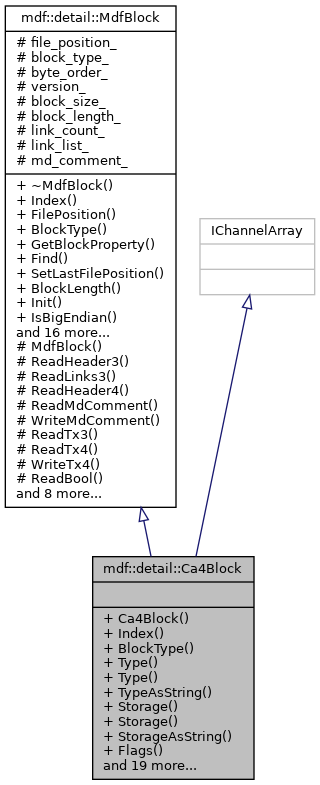 mdf::detail::MdfBlock
# file_position_
# block_type_
# byte_order_
# version_
# block_size_
# block_length_
# link_count_
# link_list_
# md_comment_
+ ~MdfBlock()
+ Index()
+ FilePosition()
+ BlockType()
+ GetBlockProperty()
+ Find()
+ SetLastFilePosition()
+ BlockLength()
+ Init()
+ IsBigEndian()
and 16 more...
# MdfBlock()
# ReadHeader3()
# ReadLinks3()
# ReadHeader4()
# ReadMdComment()
# WriteMdComment()
# ReadTx3()
# ReadTx4()
# WriteTx4()
# ReadBool()
and 8 more...
IChannelArray
mdf::detail::Ca4Block
+ Ca4Block()
+ Index()
+ BlockType()
+ Type()
+ Type()
+ TypeAsString()
+ Storage()
+ Storage()
+ StorageAsString()
+ Flags()
and 19 more...